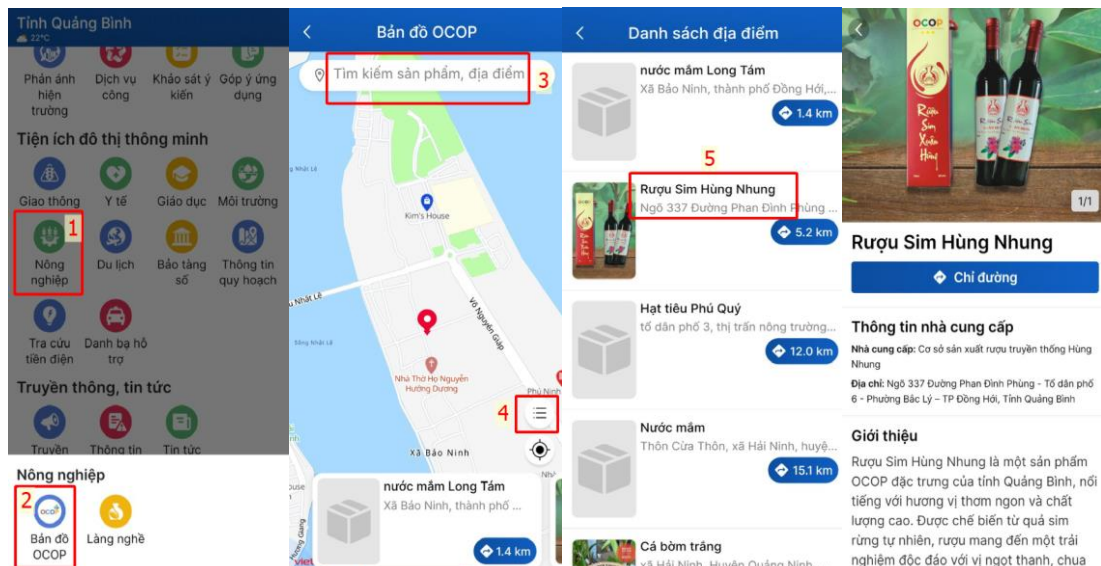 Tỉnh Quảng Bình
22°C
Phản ánh hiện trường
Dịch vụ công
Khảo sát ý kiến
Góp ý ứng dụng
Tiện ích đô thị thông minh
Giao thông
Y tế
Giáo dục
Môi trường
1
Nông nghiệp
Du lịch
Bảo tàng số
Thông tin quy hoạch
Tra cứu tiền điện
Danh bạ hỗ trợ
Truyền thông, tin tức
Truyền
Thông tin
Tin tức
Nông nghiệp
2
Bản đồ OCOP
Làng nghề
Bản đồ OCOP
Tìm kiếm sản phẩm, địa điểm
3
Kim's House
Võ Nguyên Giáp
Sông Nhật Lệ
Nhà Thờ Họ Nguyễn Hướng Dương
Phú Ninh
4
Xã Bảo Ninh
nước mắm Long Tám
Xã Bảo Ninh, thành phố ...
1.4 km
Danh sách địa điểm
nước mắm Long Tám
Xã Bảo Ninh, thành phố Đồng Hới,...
1.4 km
5
Rượu Sim Hùng Nhung
Ngõ 337 Đường Phan Đình Phùng ...
5.2 km
Hạt tiêu Phú Quý
tổ dân phố 3, thị trấn nông trường...
12.0 km
Nước mắm
Thôn Cừa Thôn, xã Hải Ninh, huyệ...
15.1 km
Cá bờm trắng
xã Hải Ninh, Huyện Quảng Ninh
OCOP
Rượu
Sim
Xuân
Hùng
1/1
Rượu Sim Hùng Nhung
Chỉ đường
Thông tin nhà cung cấp
Nhà cung cấp: Cơ sở sản xuất rượu truyền thống Hùng
Nhung
Địa chỉ: Ngõ 337 Đường Phan Đình Phùng - Tổ dân phố
6 - Phường Bắc Lý – TP Đồng Hới, Tỉnh Quảng Bình
Giới thiệu
Rượu Sim Hùng Nhung là một sản phẩm
OCOP đặc trưng của tỉnh Quảng Bình, nổi
tiếng với hương vị thơm ngon và chất
lượng cao. Được chế biến từ quả sim
rừng tự nhiên, rượu mang đến một trải
nghiệm độc đáo với vị ngọt thanh, chua